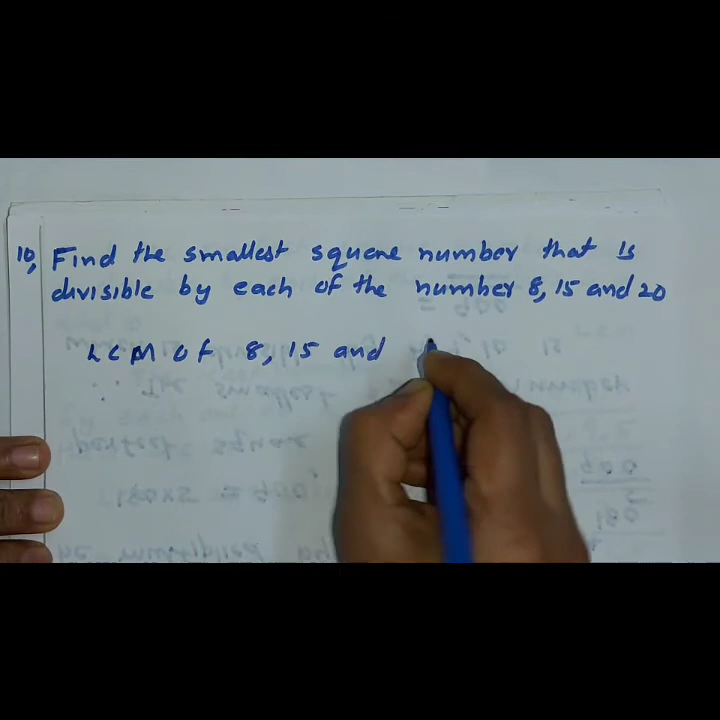 10, Find the smallest square number that is
divisible by each of the number 8, 15 and 20
LCM of 8, 15 and